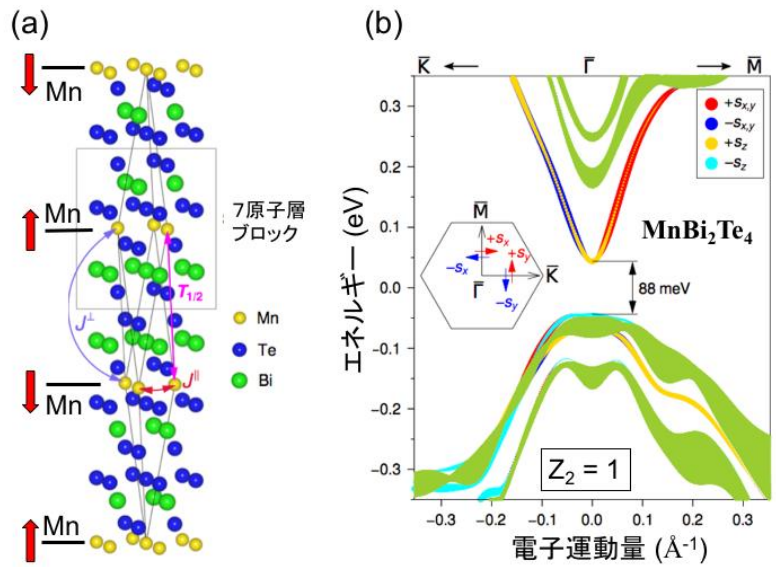 (a)
Mn
Mn
7原子層
ブロック
J⊥
T1/2
J∥
Mn
Te
Bi
Mn
Mn
(b)
K̅ ← Γ̅ → M̅
+sx,y
−sx,y
+sz
−sz
MnBi2Te4
M̅
+sx
+sy
−sx
−sy
Γ̅
K̅
88 meV
Z2 = 1
エネルギー (eV)
0.3
0.2
0.1
0.0
−0.1
−0.2
−0.3
−0.3 −0.2 −0.1 0.0 0.1 0.2 0.3
電子運動量 (Å-1)